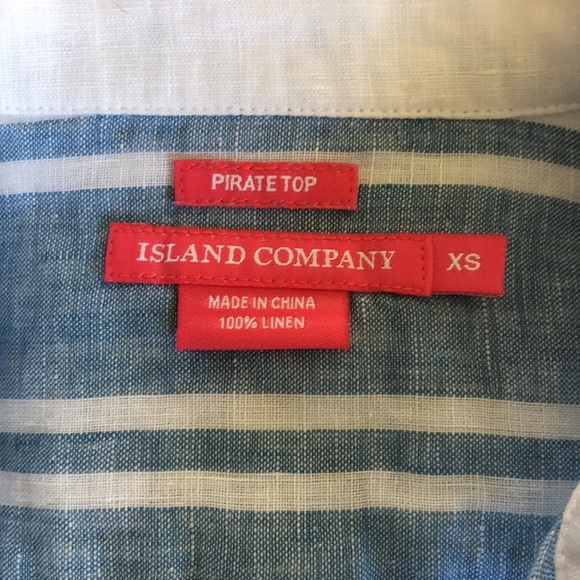 PIRATE TOP
ISLAND COMPANY XS
MADE IN CHINA
100% LINEN